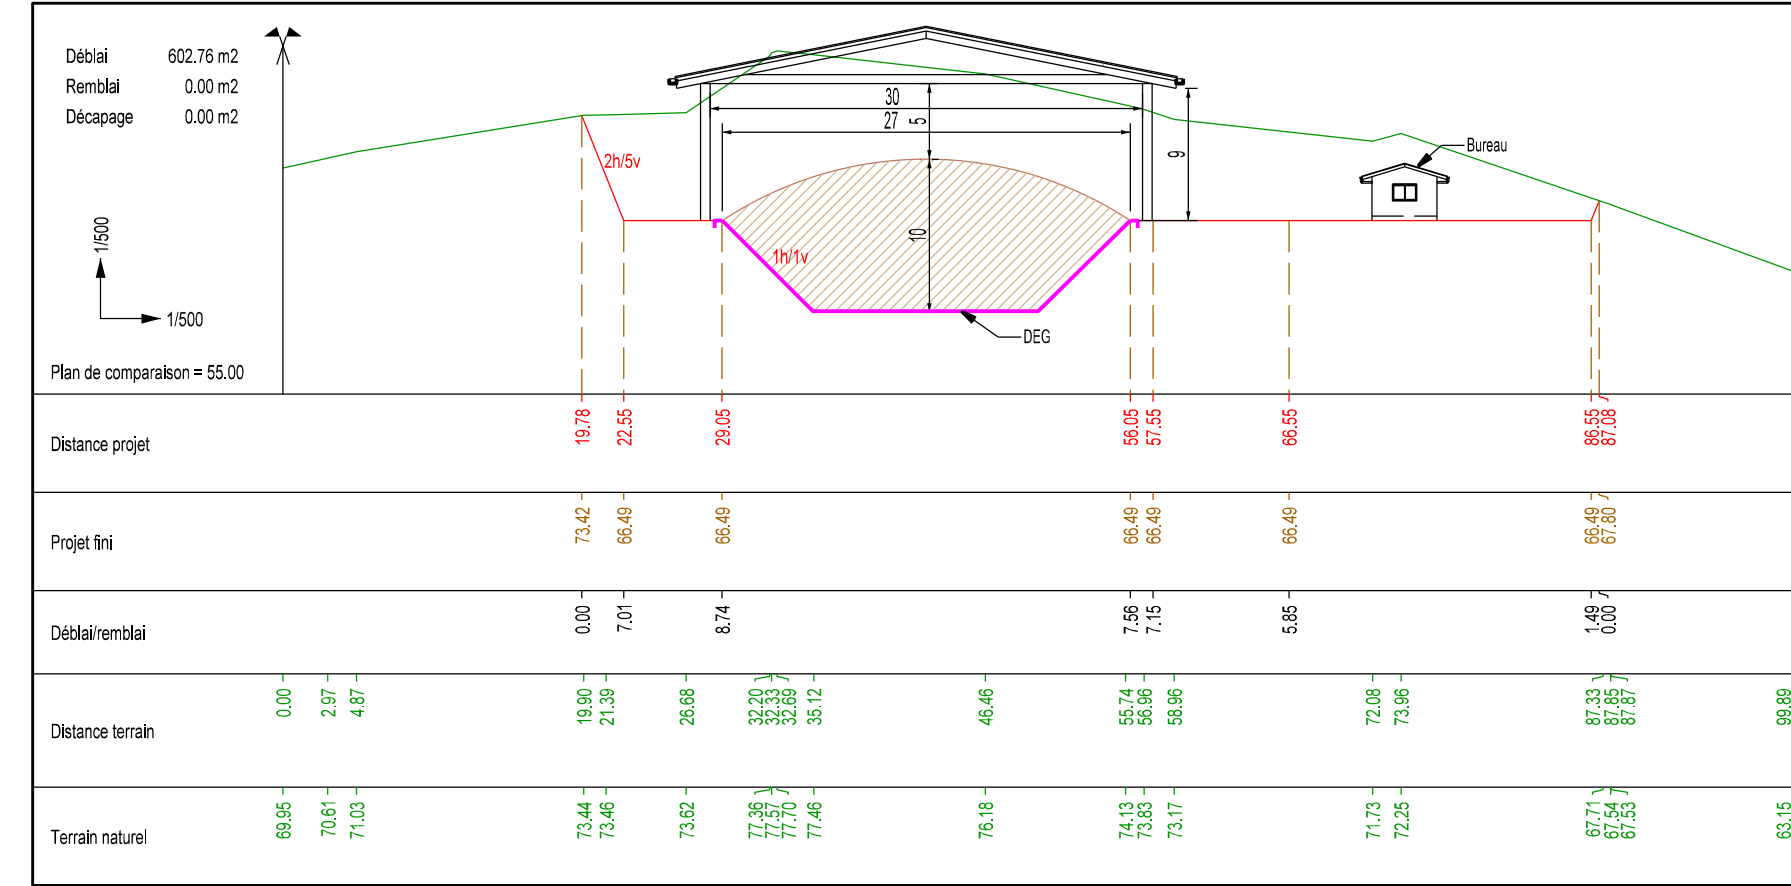 Déblai 602.76 m2
Remblai 0.00 m2
Décapage 0.00 m2
30
27
5
9
10
2h/5v
1h/1v
Bureau
DEG
1/500
1/500
Plan de comparaison = 55.00
Distance projet 19.78 22.55 29.05 56.05 57.55 66.55 86.55 87.08
Projet fini 73.42 66.49 66.49 66.49 66.49 66.49 66.49 67.80
Déblai/remblai 0.00 7.01 8.74 7.56 7.15 5.85 1.49 0.00
Distance terrain 0.00 2.97 4.87 19.90 21.39 26.68 32.20 32.33 32.69 35.12 46.46 55.74 56.96 58.96 72.08 73.96 87.33 87.85 87.87 99.89
Terrain naturel 69.95 70.61 71.03 73.44 73.46 73.62 77.36 77.57 77.70 77.46 76.18 74.13 73.83 73.17 71.73 72.25 67.71 67.54 67.53 63.15